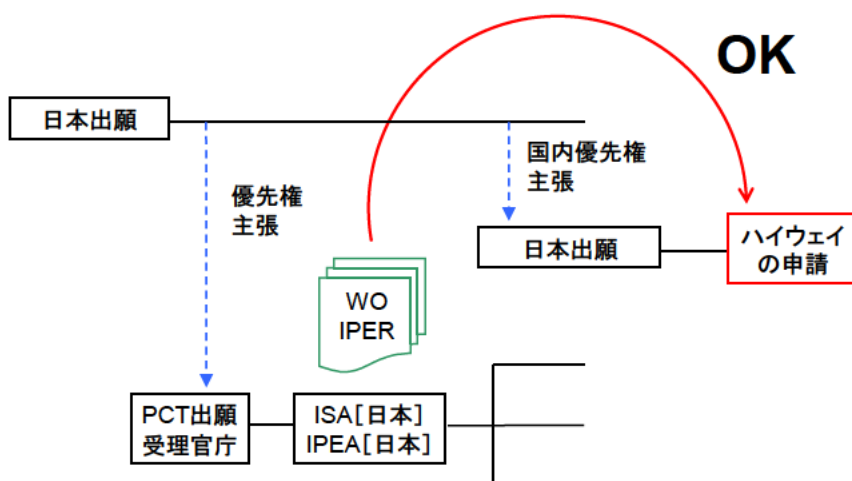 OK
日本出願
国内優先権
主張
優先権
主張
日本出願
ハイウェイ
の申請
WO
IPER
PCT出願
受理官庁
ISA[日本]
IPEA[日本]